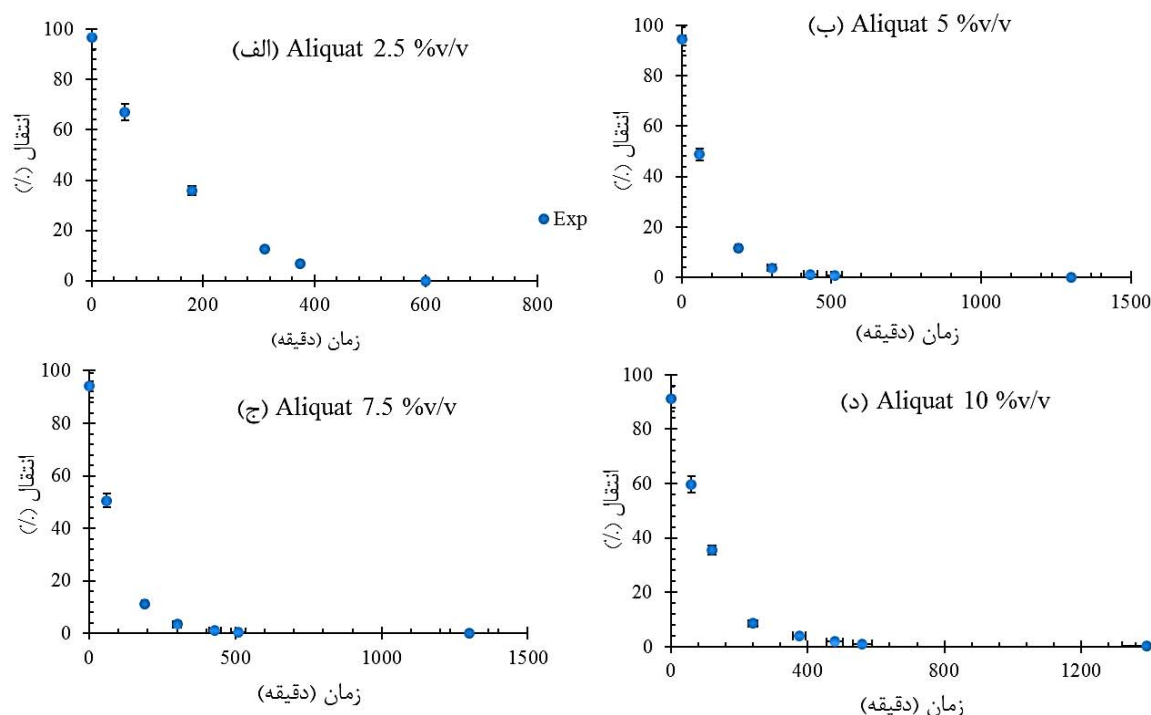 (الف) Aliquat 2.5 %v/v
انتقال (٪)
100
80
60
40
20
0
0 200 400 600 800
زمان (دقیقه)
Exp
(ب) Aliquat 5 %v/v
انتقال (٪)
100
80
60
40
20
0
0 500 1000 1500
زمان (دقیقه)
(ج) Aliquat 7.5 %v/v
انتقال (٪)
100
80
60
40
20
0
0 500 1000 1500
زمان (دقیقه)
(د) Aliquat 10 %v/v
انتقال (٪)
100
80
60
40
20
0
0 400 800 1200
زمان (دقیقه)